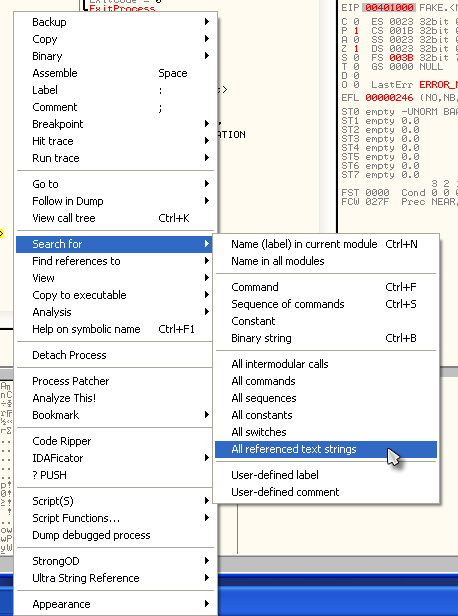 ExitCode = 0
ExitProcess
Backup
Copy
Binary
Assemble Space
Label :
Comment ;
Breakpoint
Hit trace
Run trace
Go to
Follow in Dump
View call tree Ctrl+K
Search for
Find references to
View
Copy to executable
Analysis
Help on symbolic name Ctrl+F1
Detach Process
Process Patcher
Analyze This!
Bookmark
Code Ripper
IDAFicator
? PUSH
Script(S)
Script Functions...
Dump debugged process
StrongOD
Ultra String Reference
Appearance
Name (label) in current module Ctrl+N
Name in all modules
Command Ctrl+F
Sequence of commands Ctrl+S
Constant
Binary string Ctrl+B
All intermodular calls
All commands
All sequences
All constants
All switches
All referenced text strings
User-defined label
User-defined comment
EIP 00401000 FAKE.<
C 0 ES 0023 32bit
P 1 CS 001B 32bit
A 0 SS 0023 32bit
Z 1 DS 0023 32bit
S 0 FS 003B 32bit
T 0 GS 0000 NULL
D 0
O 0 LastErr ERROR_
EFL 00000246 (NO,NB,
ST0 empty -UNORM BA
ST1 empty 0.0
ST2 empty 0.0
ST3 empty 0.0
ST4 empty 0.0
ST5 empty 0.0
ST6 empty 0.0
ST7 empty 0.0
3 2
FST 0000 Cond 0 0
FCW 027F Prec NEAR,